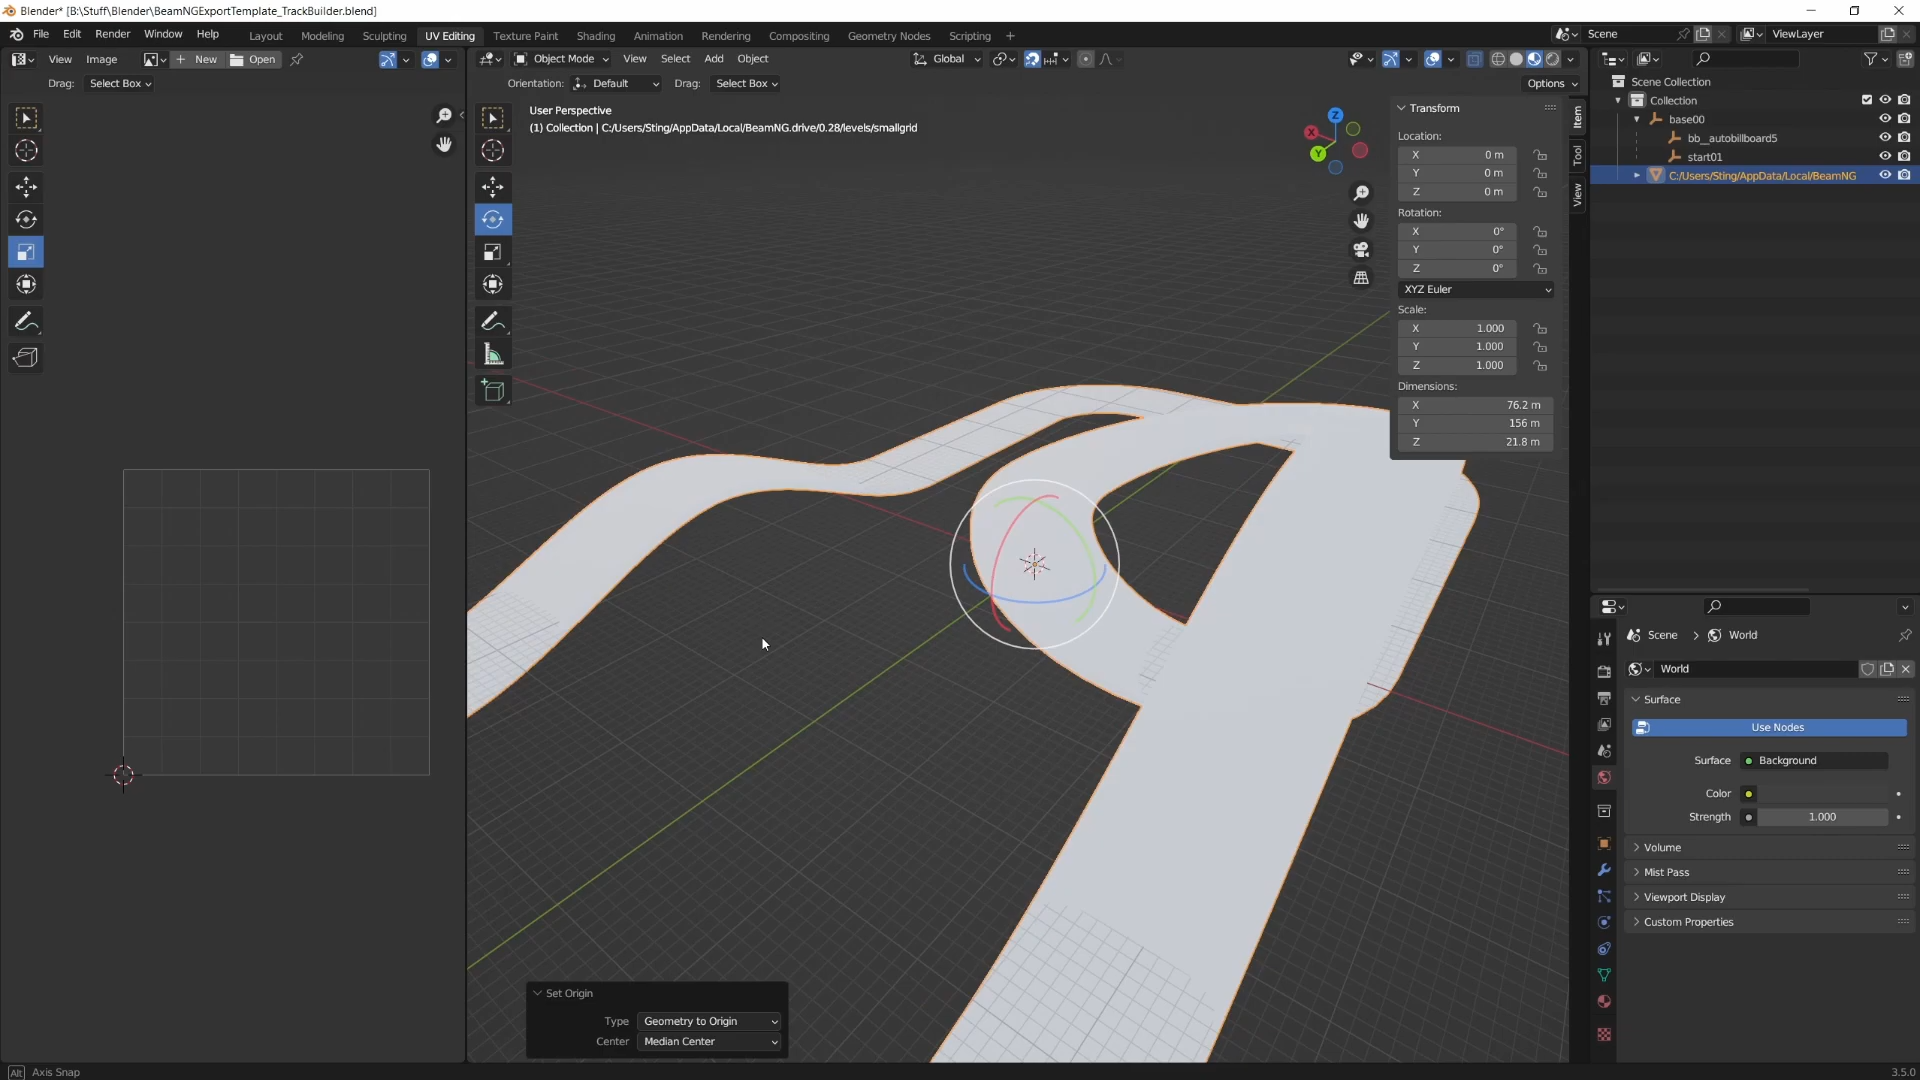 Blender* [B:\Stuff\Blender\BeamNGExportTemplate_TrackBuilder.blend]
File Edit Render Window Help Layout Modeling Sculpting UV Editing Texture Paint Shading Animation Rendering Compositing Geometry Nodes Scripting + Scene ViewLayer
View Image New Open Object Mode View Select Add Object Global
Drag: Select Box Orientation: Default Drag: Select Box Options
User Perspective
(1) Collection | C:/Users/Sting/AppData/Local/BeamNG.drive/0.28/levels/smallgrid
Z
X
Y
Transform
Location:
X 0 m
Y 0 m
Z 0 m
Rotation:
X 0°
Y 0°
Z 0°
XYZ Euler
Scale:
X 1.000
Y 1.000
Z 1.000
Dimensions:
X 76.2 m
Y 156 m
Z 21.8 m
Item
Tool
View
Scene Collection
Collection
base00
bb__autobillboard5
start01
C:/Users/Sting/AppData/Local/BeamNG
Scene > World
World
Surface
Use Nodes
Surface Background
Color
Strength 1.000
Volume
Mist Pass
Viewport Display
Custom Properties
Set Origin
Type Geometry to Origin
Center Median Center
Alt Axis Snap
3.5.0